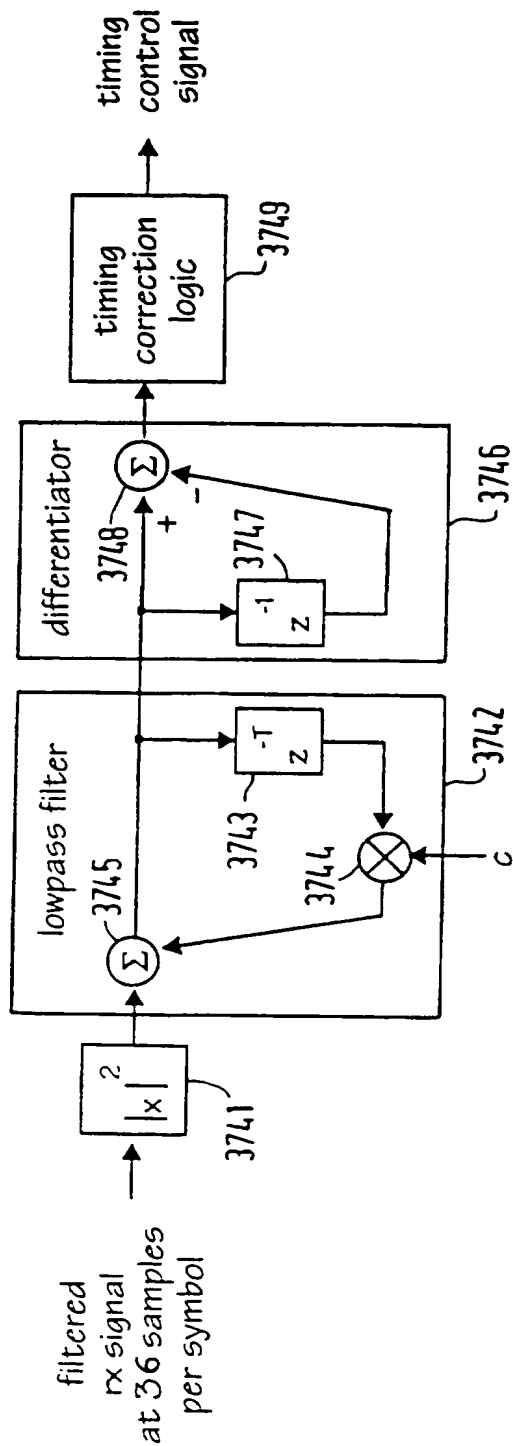 filtered
rx signal
at 36 samples
per symbol
|x|²
3741
lowpass filter
Σ
3745
z⁻ᵀ
3743
3744
c
3742
differentiator
Σ
3748
+
-
z⁻¹
3747
3746
timing
correction
logic
3749
timing
control
signal